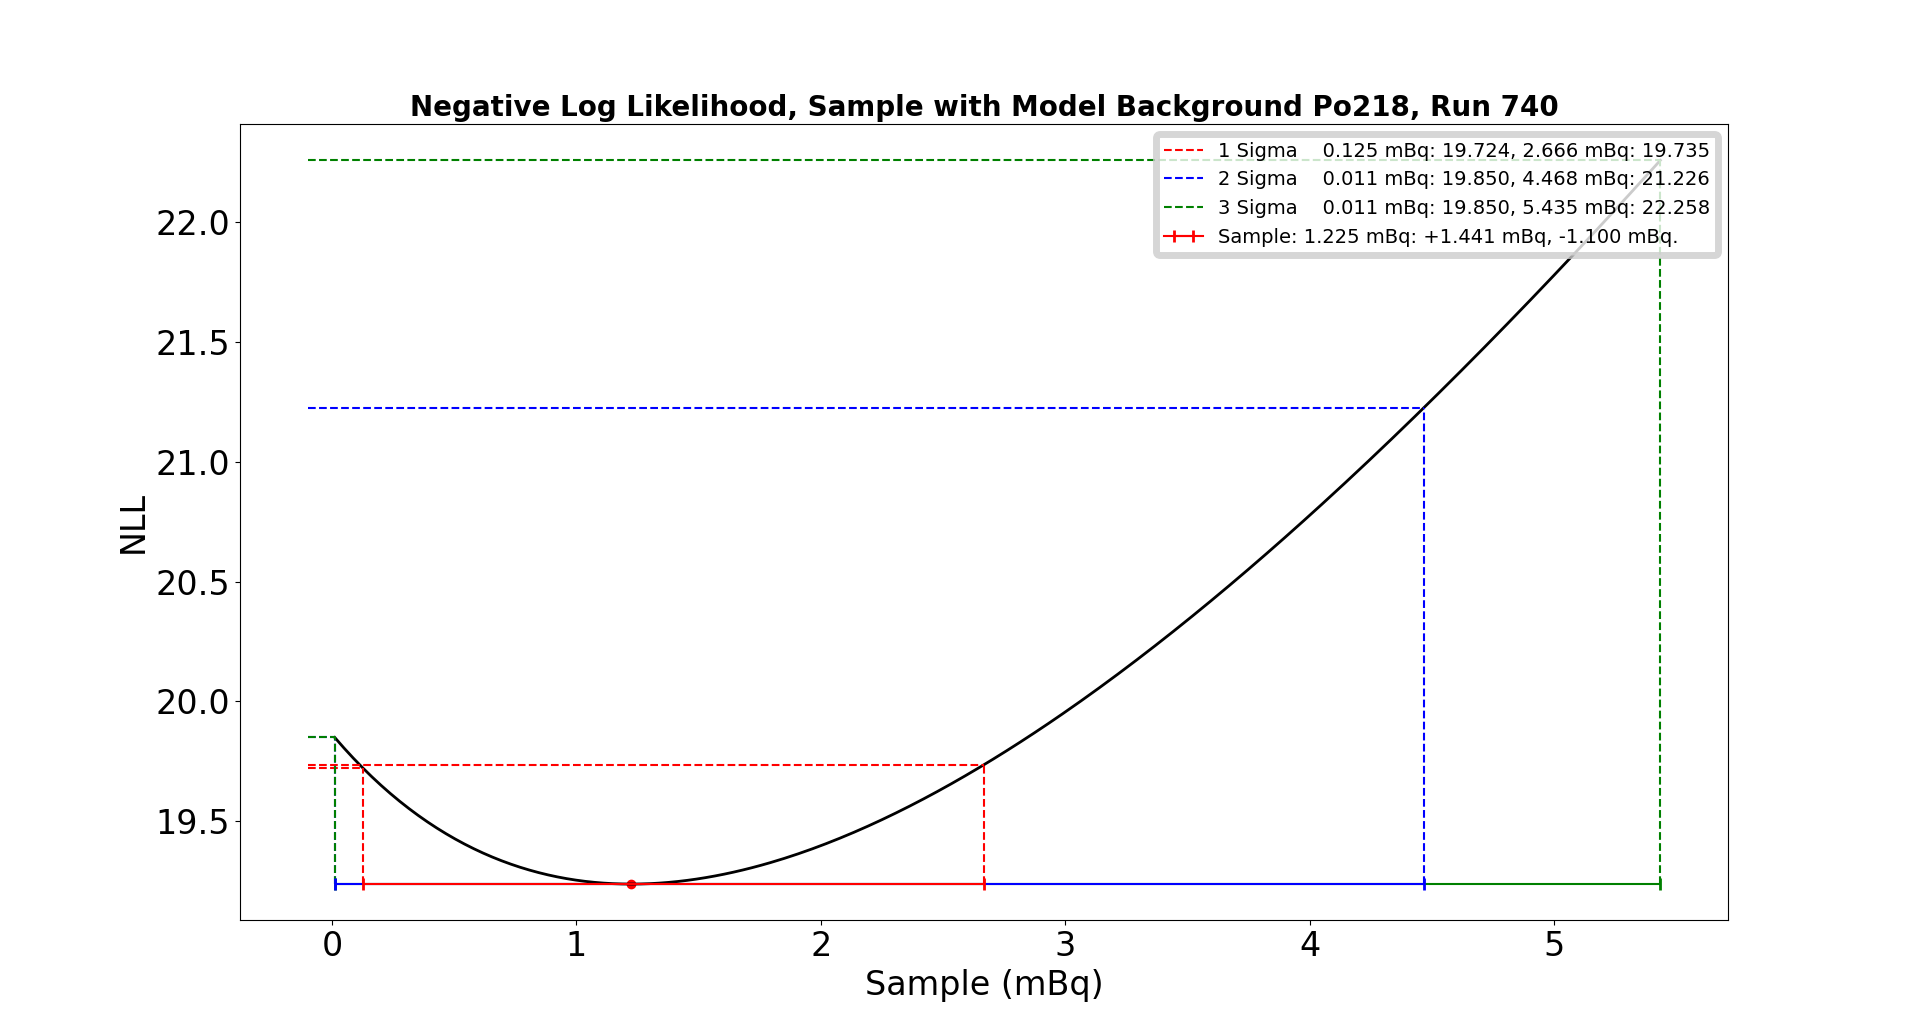 Negative Log Likelihood, Sample with Model Background Po218, Run 740
1 Sigma    0.125 mBq: 19.724, 2.666 mBq: 19.735
2 Sigma    0.011 mBq: 19.850, 4.468 mBq: 21.226
3 Sigma    0.011 mBq: 19.850, 5.435 mBq: 22.258
Sample: 1.225 mBq: +1.441 mBq, -1.100 mBq.
NLL
22.0
21.5
21.0
20.5
20.0
19.5
0 1 2 3 4 5
Sample (mBq)